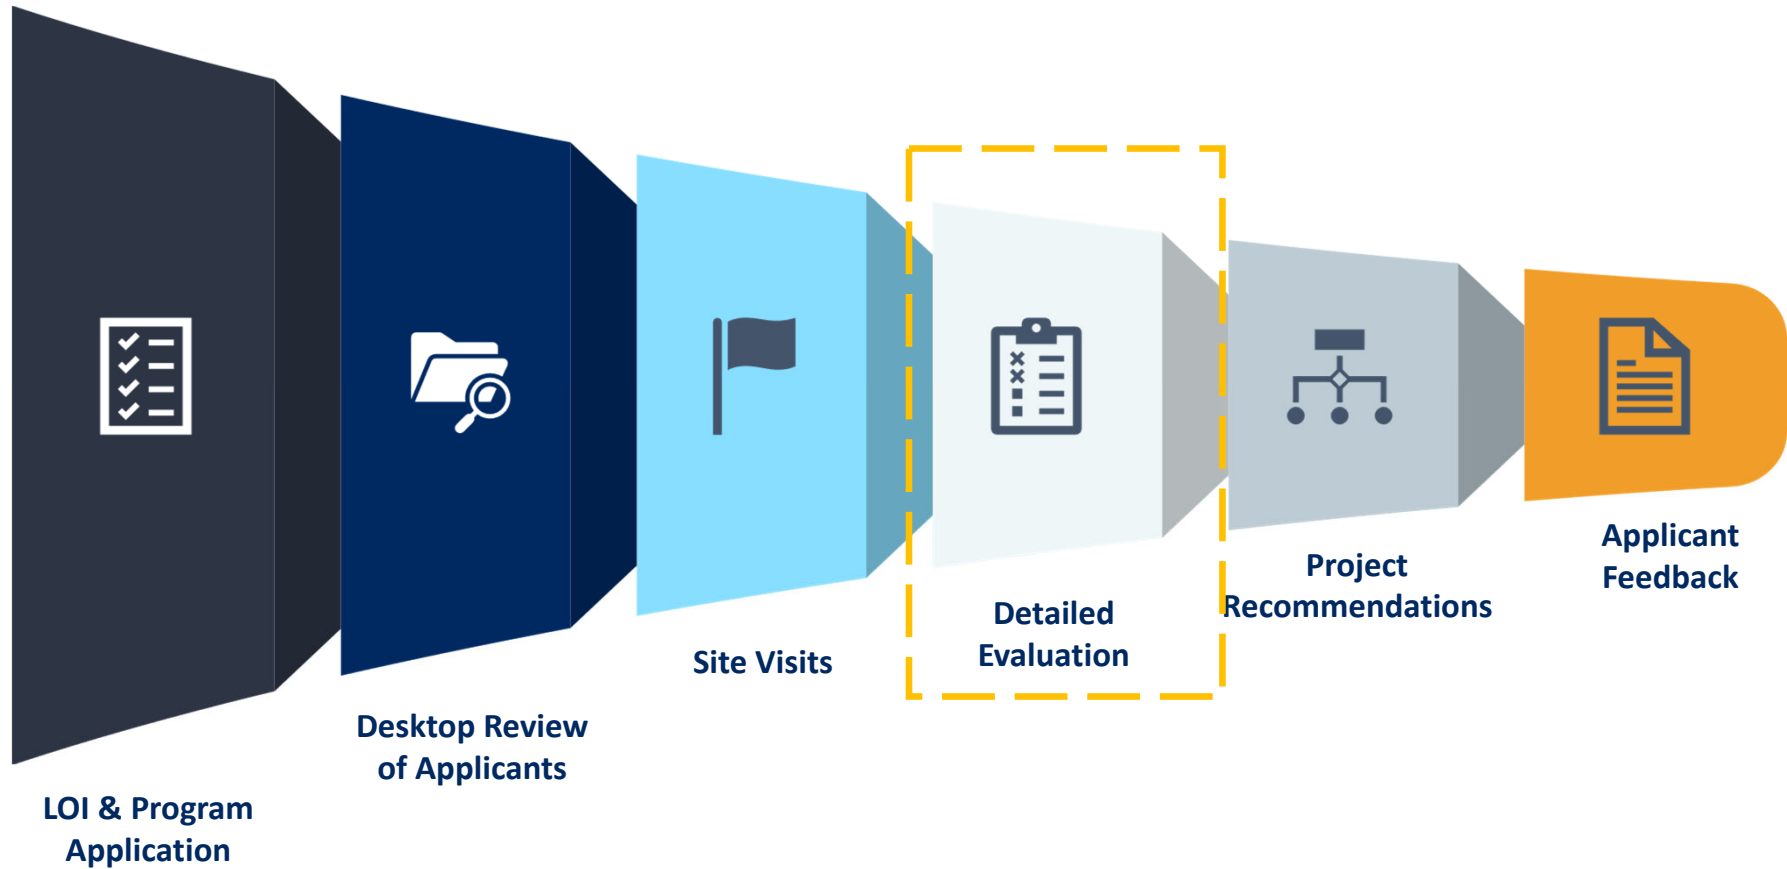 LOI & Program
Application
Desktop Review
of Applicants
Site Visits
Detailed
Evaluation
Project
Recommendations
Applicant
Feedback